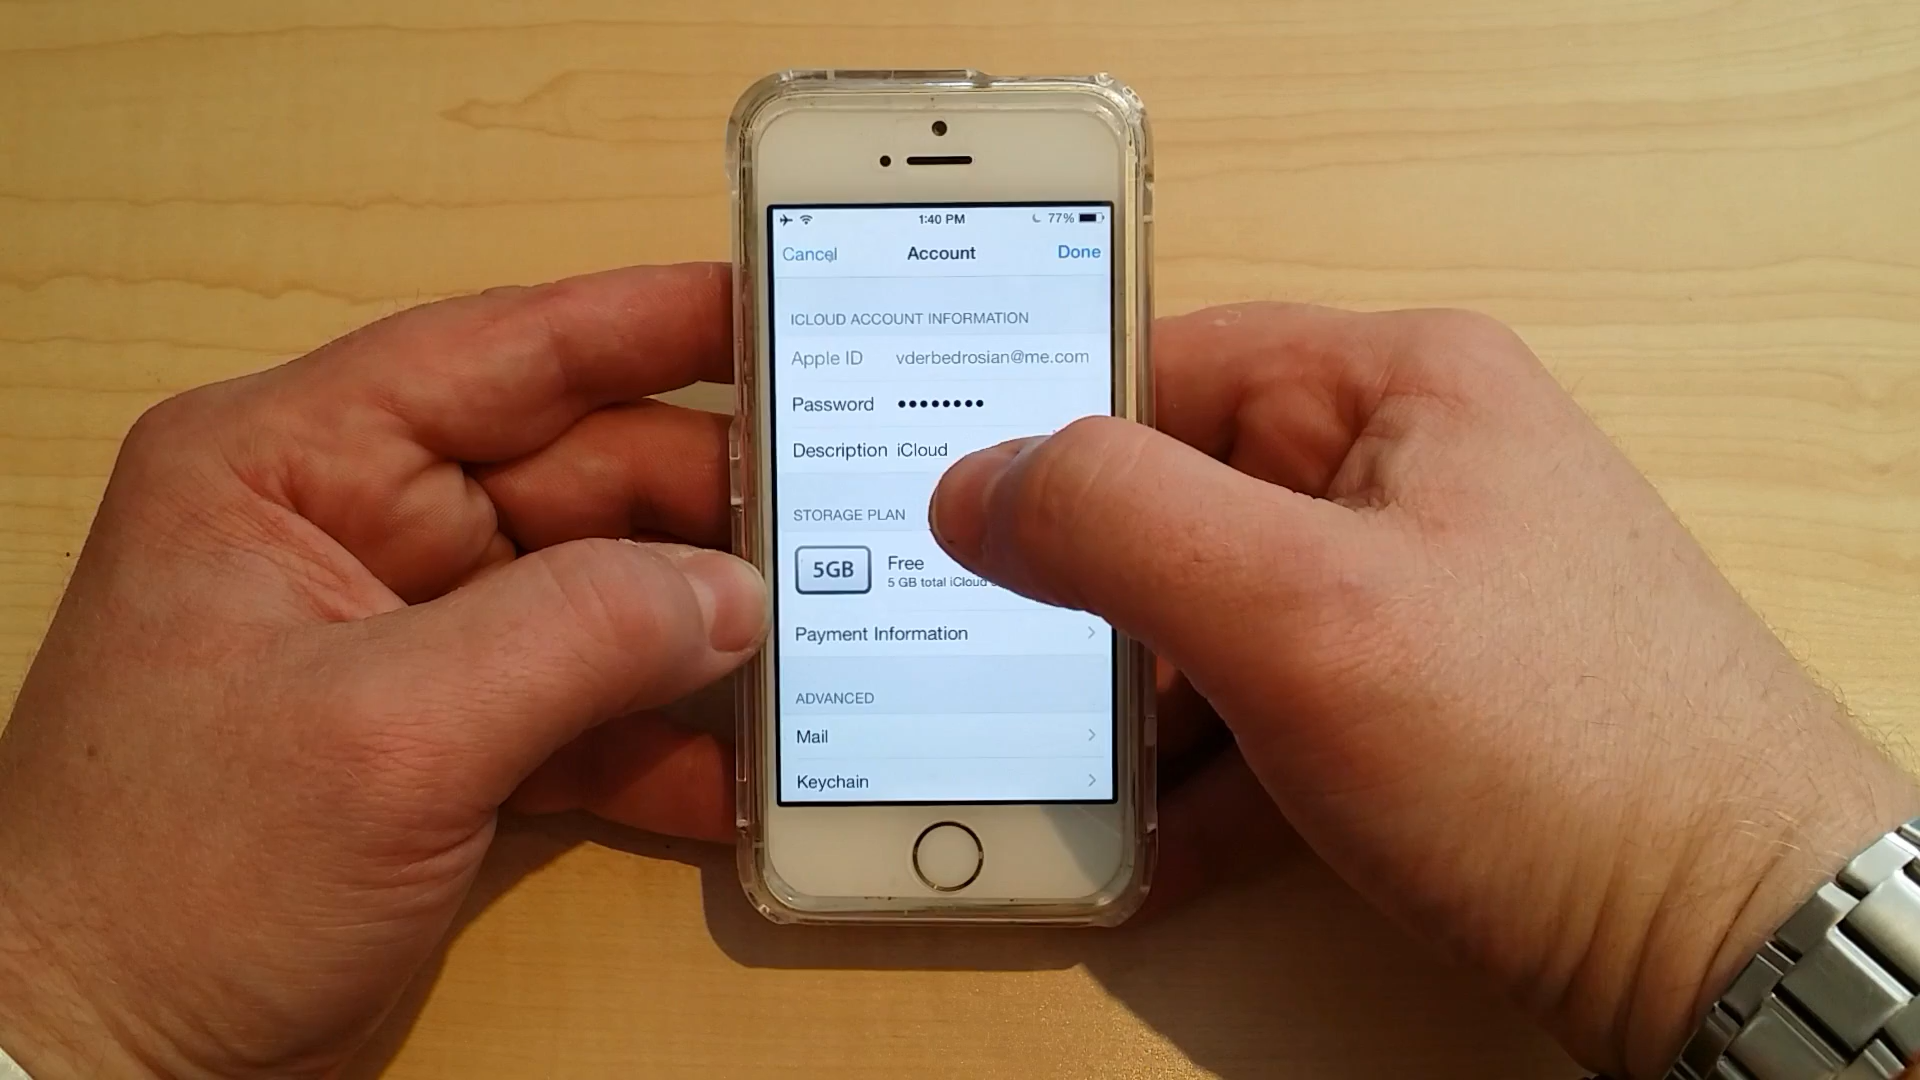 1:40 PM 77%
Cancel Account Done
ICLOUD ACCOUNT INFORMATION
Apple ID vderbedrosian@me.com
Password ••••••••
Description iCloud
STORAGE PLAN
5GB Free
5 GB total iCloud
Payment Information
ADVANCED
Mail
Keychain